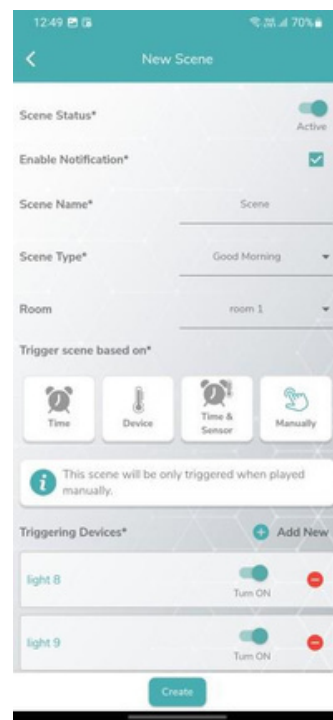 12:49 70%
New Scene
Scene Status*
Active
Enable Notification*
Scene Name* Scene
Scene Type* Good Morning
Room room 1
Trigger scene based on*
Time Device Time & Sensor Manually
This scene will be only triggered when played
manually.
Triggering Devices* Add New
light 8
Turn ON
light 9
Turn ON
Create